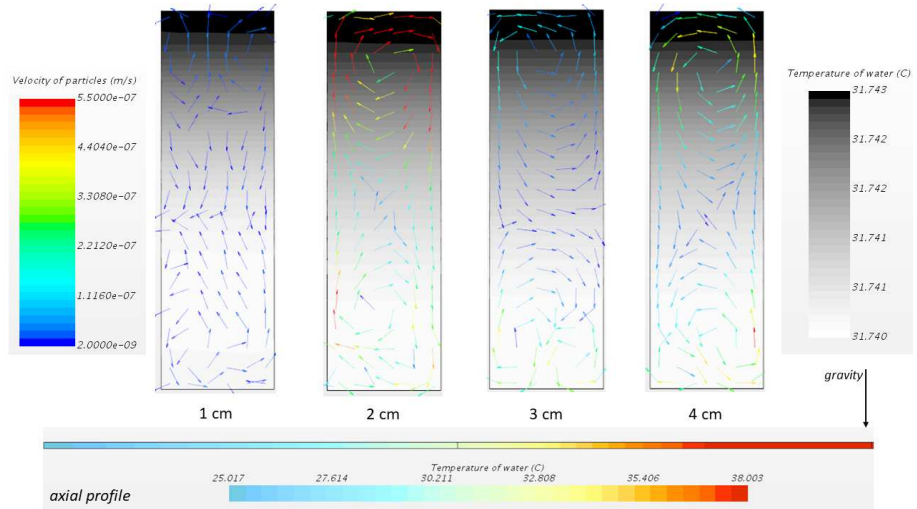 Velocity of particles (m/s)
5.5000e-07
4.4040e-07
3.3080e-07
2.2120e-07
1.1160e-07
2.0000e-09
Temperature of water (C)
31.743
31.742
31.742
31.741
31.741
31.740
gravity
1 cm
2 cm
3 cm
4 cm
Temperature of water (C)
25.017
27.614
30.211
32.808
35.406
38.003
axial profile